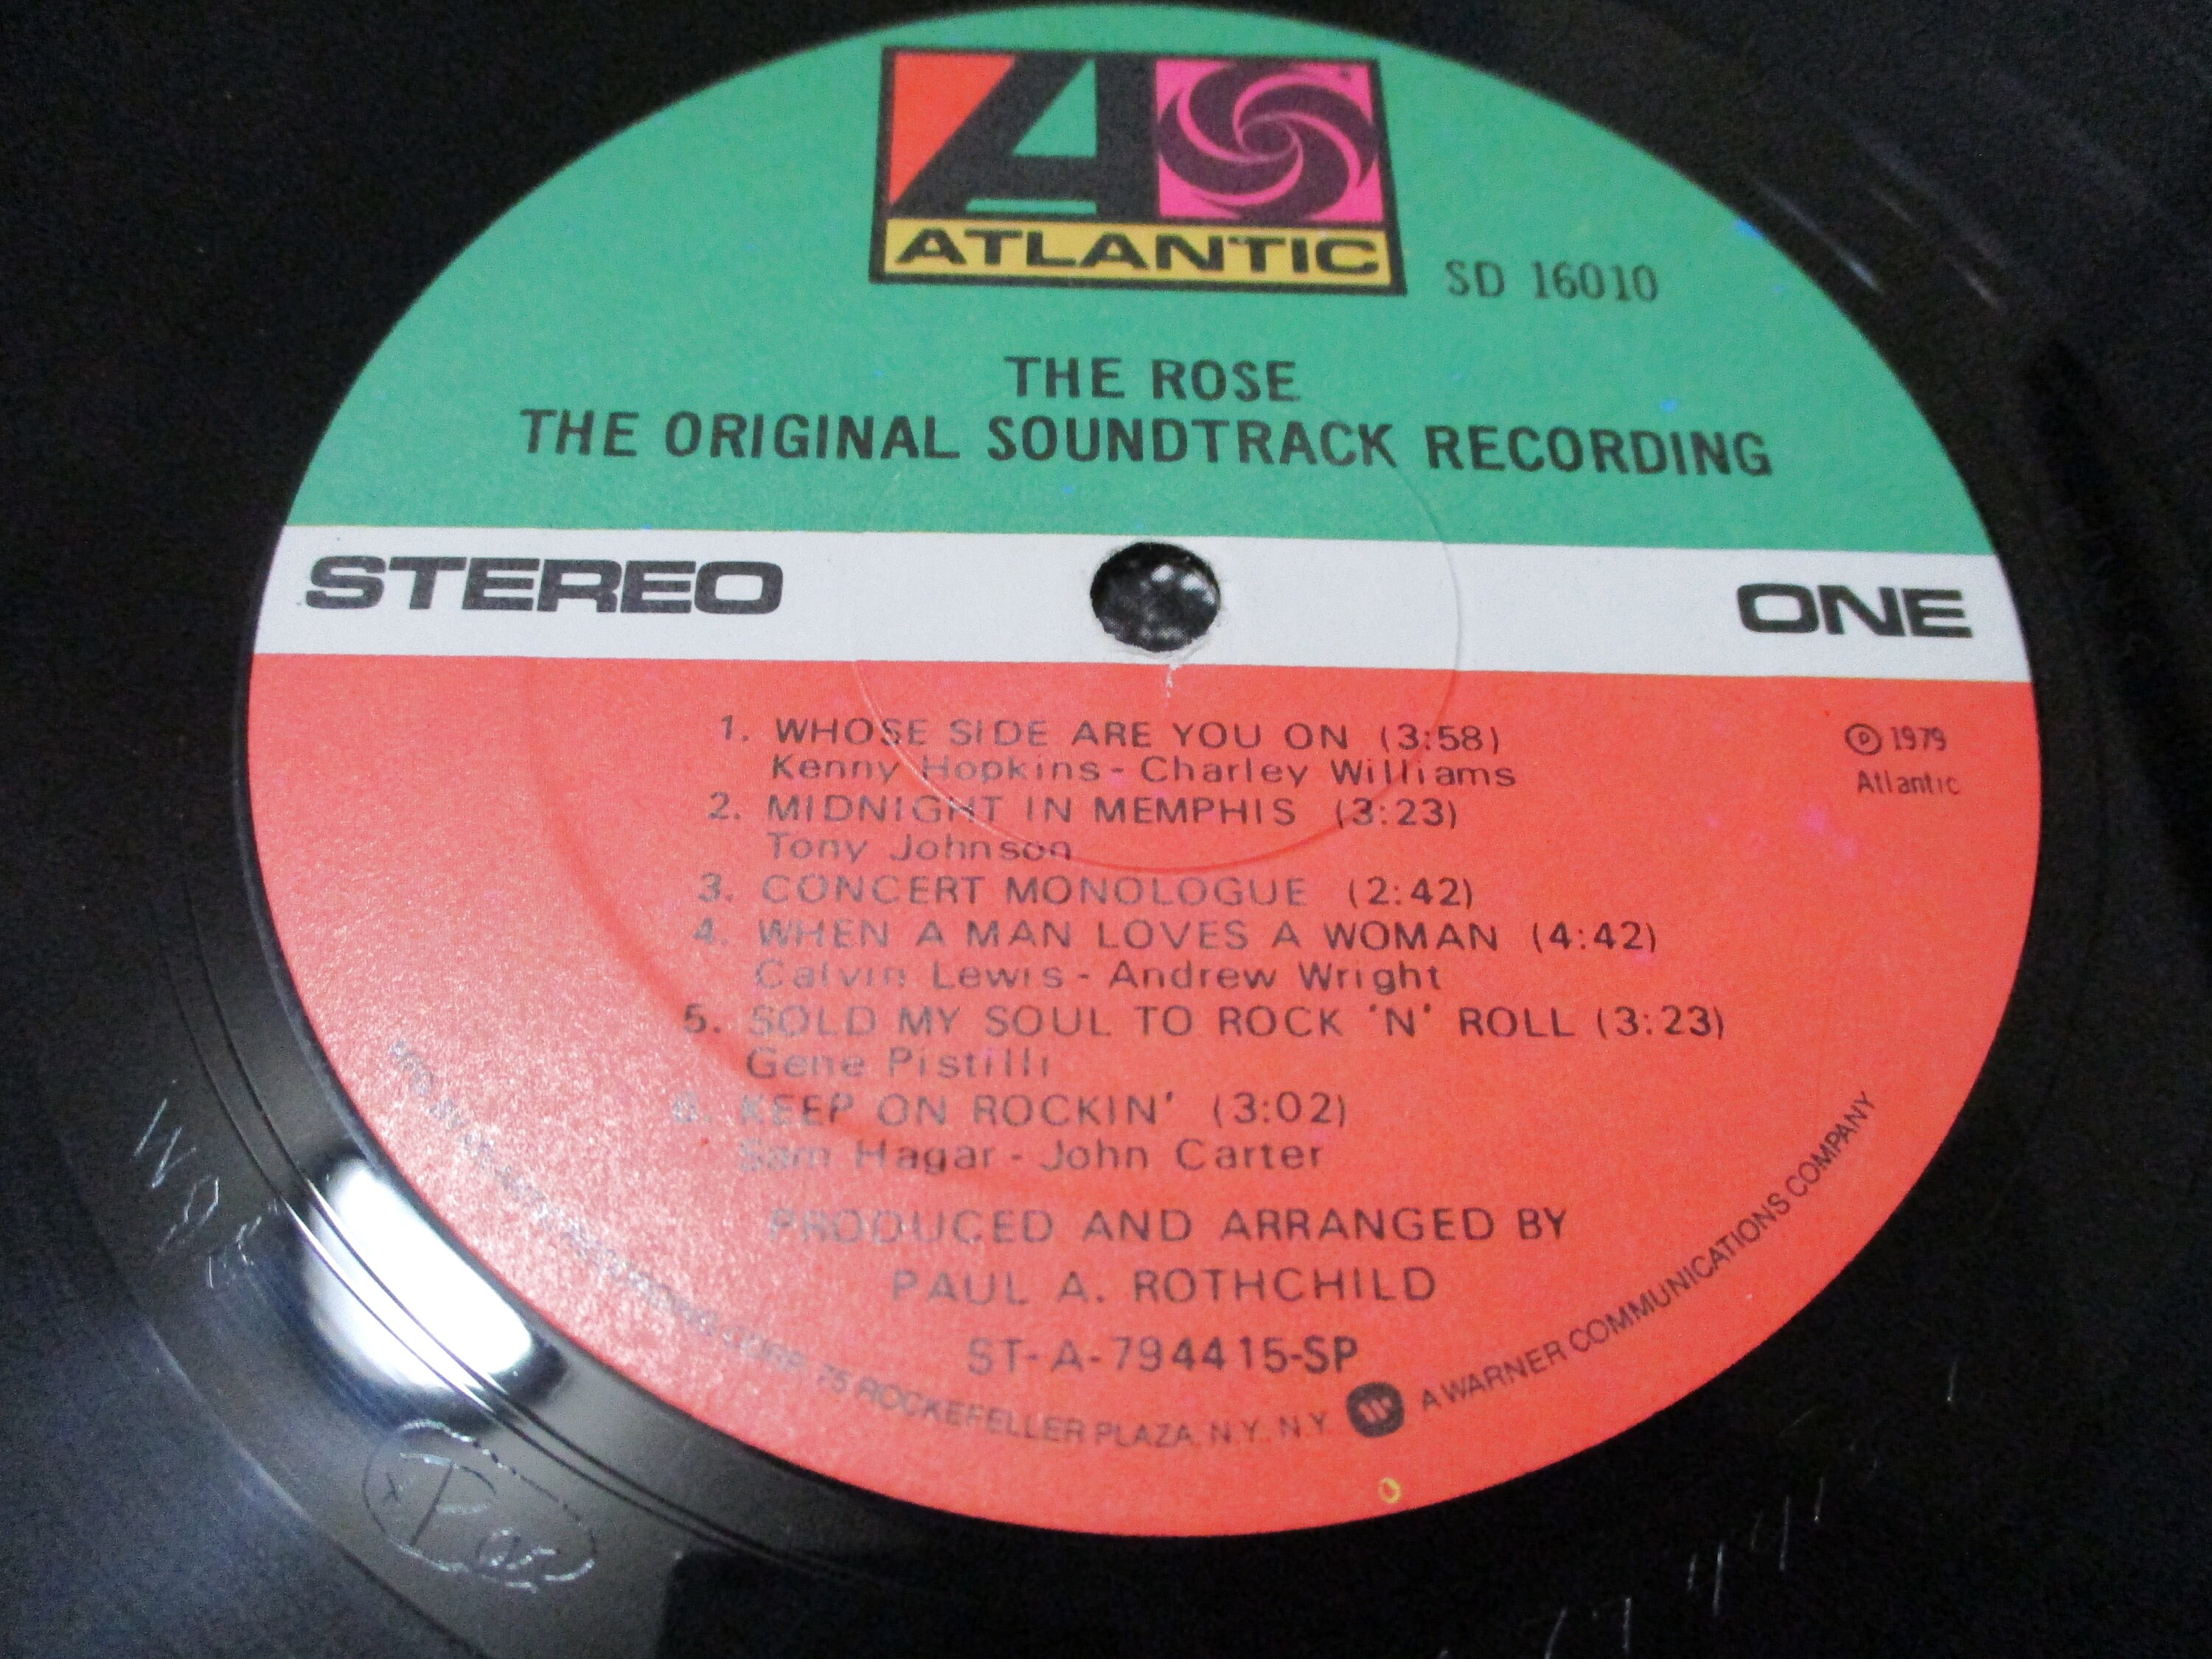 ATLANTIC
SD 16010
THE ROSE
THE ORIGINAL SOUNDTRACK RECORDING
STEREO
ONE
1. WHOSE SIDE ARE YOU ON (3:58)
Kenny Hopkins - Charley Williams
℗ 1979
Atlantic
2. MIDNIGHT IN MEMPHIS (3:23)
Tony Johnson
3. CONCERT MONOLOGUE (2:42)
4. WHEN A MAN LOVES A WOMAN (4:42)
Calvin Lewis - Andrew Wright
5. SOLD MY SOUL TO ROCK 'N' ROLL (3:23)
Gene Pistilli
6. KEEP ON ROCKIN' (3:02)
Sam Hagar - John Carter
PRODUCED AND ARRANGED BY
PAUL A. ROTHCHILD
ST-A-794415-SP
CORP. 75 ROCKEFELLER PLAZA, N.Y., N.Y. A WARNER COMMUNICATIONS COMPANY